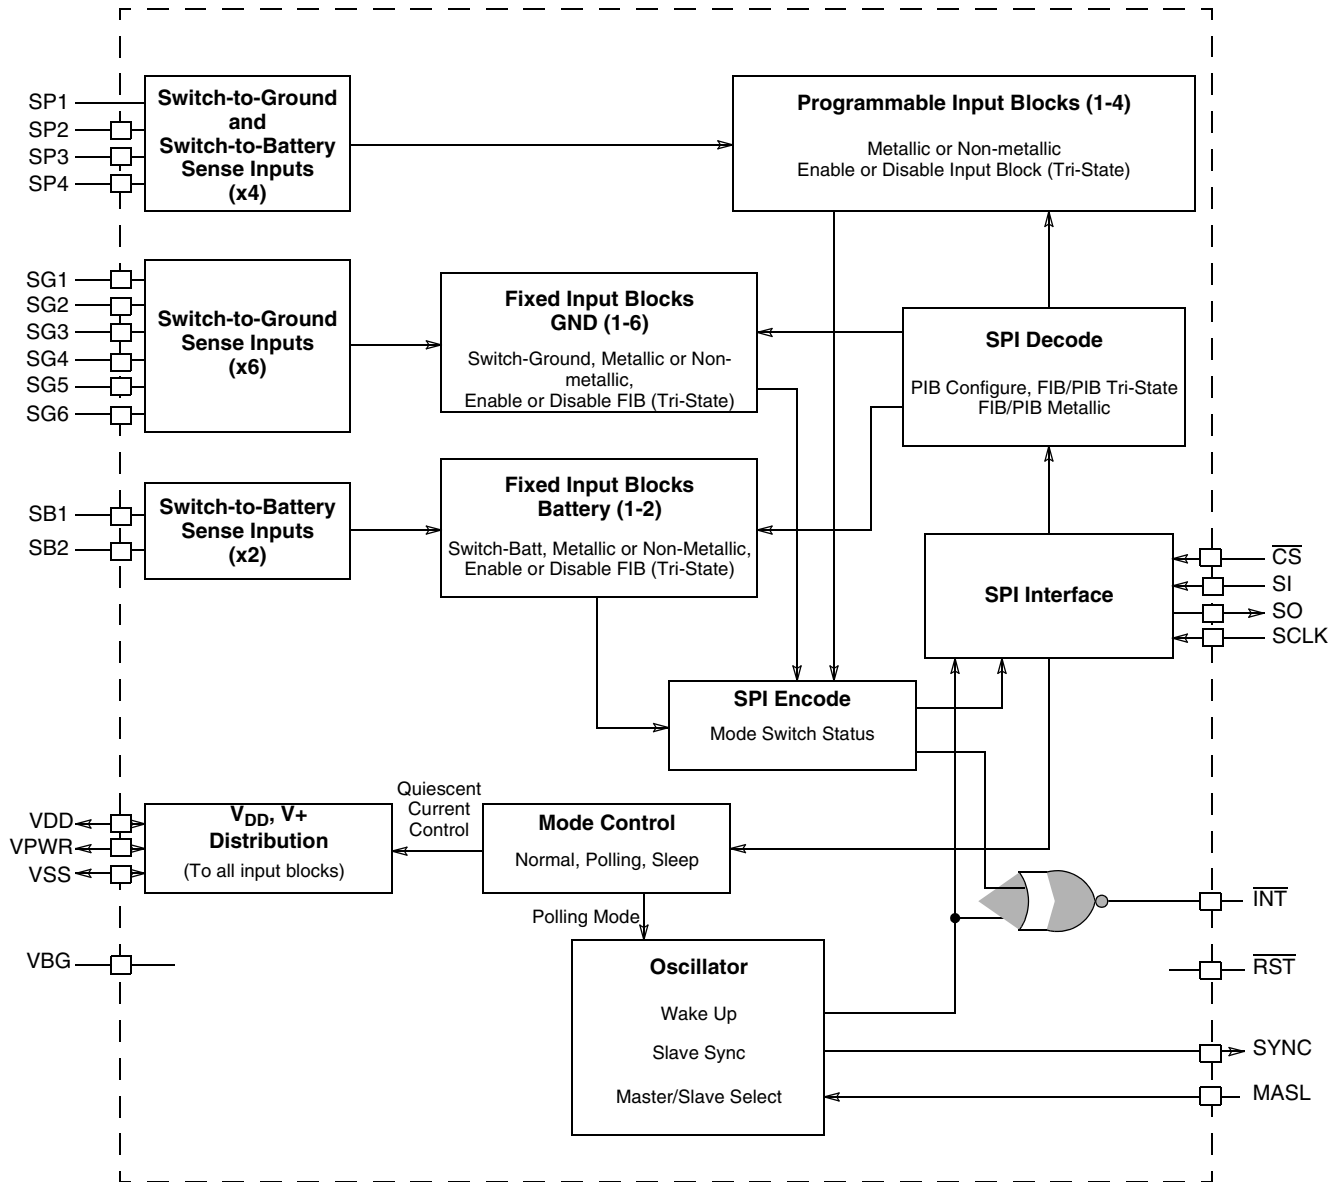 SP1
SP2
SP3
SP4
Switch-to-Ground
and
Switch-to-Battery
Sense Inputs
(x4)
Programmable Input Blocks (1-4)
Metallic or Non-metallic
Enable or Disable Input Block (Tri-State)
SG1
SG2
SG3
SG4
SG5
SG6
Switch-to-Ground
Sense Inputs
(x6)
Fixed Input Blocks
GND (1-6)
Switch-Ground, Metallic or Non-
metallic,
Enable or Disable FIB (Tri-State)
SPI Decode
PIB Configure, FIB/PIB Tri-State
FIB/PIB Metallic
SB1
SB2
Switch-to-Battery
Sense Inputs
(x2)
Fixed Input Blocks
Battery (1-2)
Switch-Batt, Metallic or Non-Metallic,
Enable or Disable FIB (Tri-State)
SPI Interface
C̅S̅
SI
SO
SCLK
SPI Encode
Mode Switch Status
VDD
VPWR
VSS
V_DD, V+
Distribution
(To all input blocks)
Quiescent
Current
Control
Mode Control
Normal, Polling, Sleep
I̅N̅T̅
Polling Mode
VBG
Oscillator
Wake Up
Slave Sync
Master/Slave Select
R̅S̅T̅
SYNC
MASL